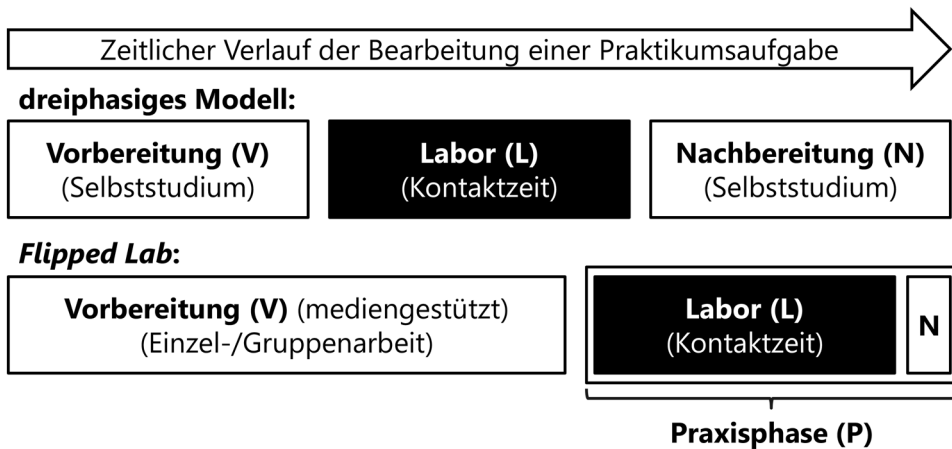 Zeitlicher Verlauf der Bearbeitung einer Praktikumsaufgabe
dreiphasiges Modell:
Vorbereitung (V)
(Selbststudium)
Labor (L)
(Kontaktzeit)
Nachbereitung (N)
(Selbststudium)
Flipped Lab:
Vorbereitung (V) (mediengestützt)
(Einzel-/Gruppenarbeit)
Labor (L)
(Kontaktzeit)
N
Praxisphase (P)